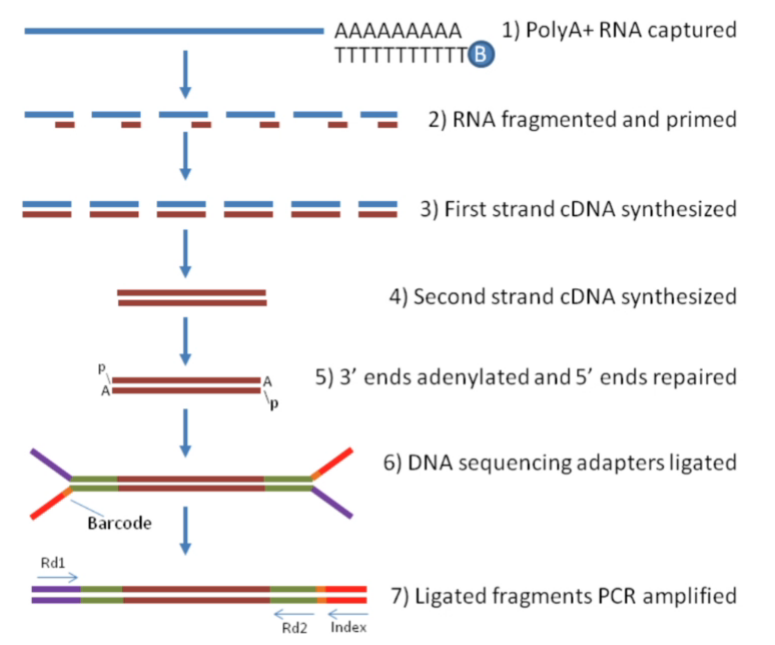 AAAAAAAAA 1) PolyA+ RNA captured
TTTTTTTTTTT B
2) RNA fragmented and primed
3) First strand cDNA synthesized
4) Second strand cDNA synthesized
p
A 5) 3’ ends adenylated and 5’ ends repaired
A
p
6) DNA sequencing adapters ligated
Barcode
Rd1
7) Ligated fragments PCR amplified
Rd2 Index